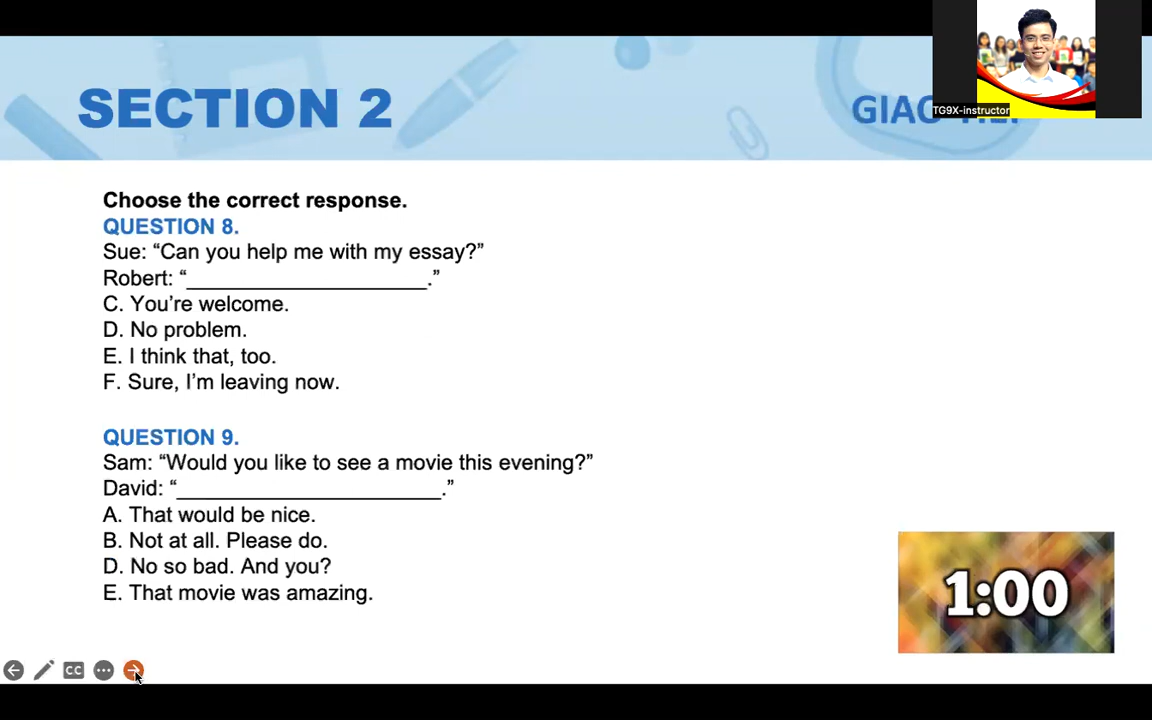 SECTION 2
TG9X-instructor
Choose the correct response.
QUESTION 8.
Sue: “Can you help me with my essay?”
Robert: “____________________.”
C. You’re welcome.
D. No problem.
E. I think that, too.
F. Sure, I’m leaving now.
QUESTION 9.
Sam: “Would you like to see a movie this evening?”
David: “______________________.”
A. That would be nice.
B. Not at all. Please do.
D. No so bad. And you?
E. That movie was amazing.
1:00
CC